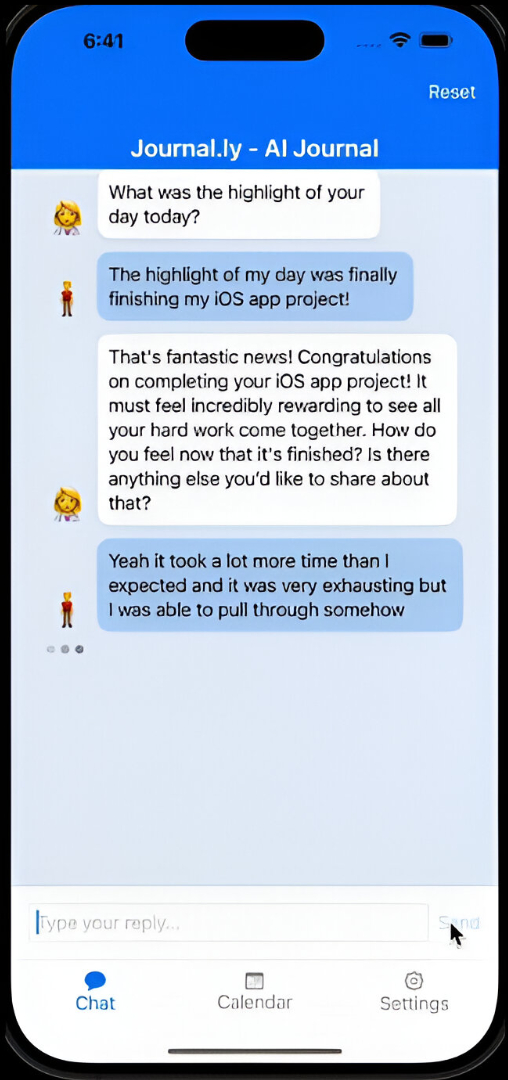 6:41
Reset
Journal.ly - AI Journal
What was the highlight of your
day today?
The highlight of my day was finally
finishing my iOS app project!
That's fantastic news! Congratulations
on completing your iOS app project! It
must feel incredibly rewarding to see all
your hard work come together. How do
you feel now that it's finished? Is there
anything else you'd like to share about
that?
Yeah it took a lot more time than I
expected and it was very exhausting but
I was able to pull through somehow
Type your reply...
Send
Chat
Calendar
Settings